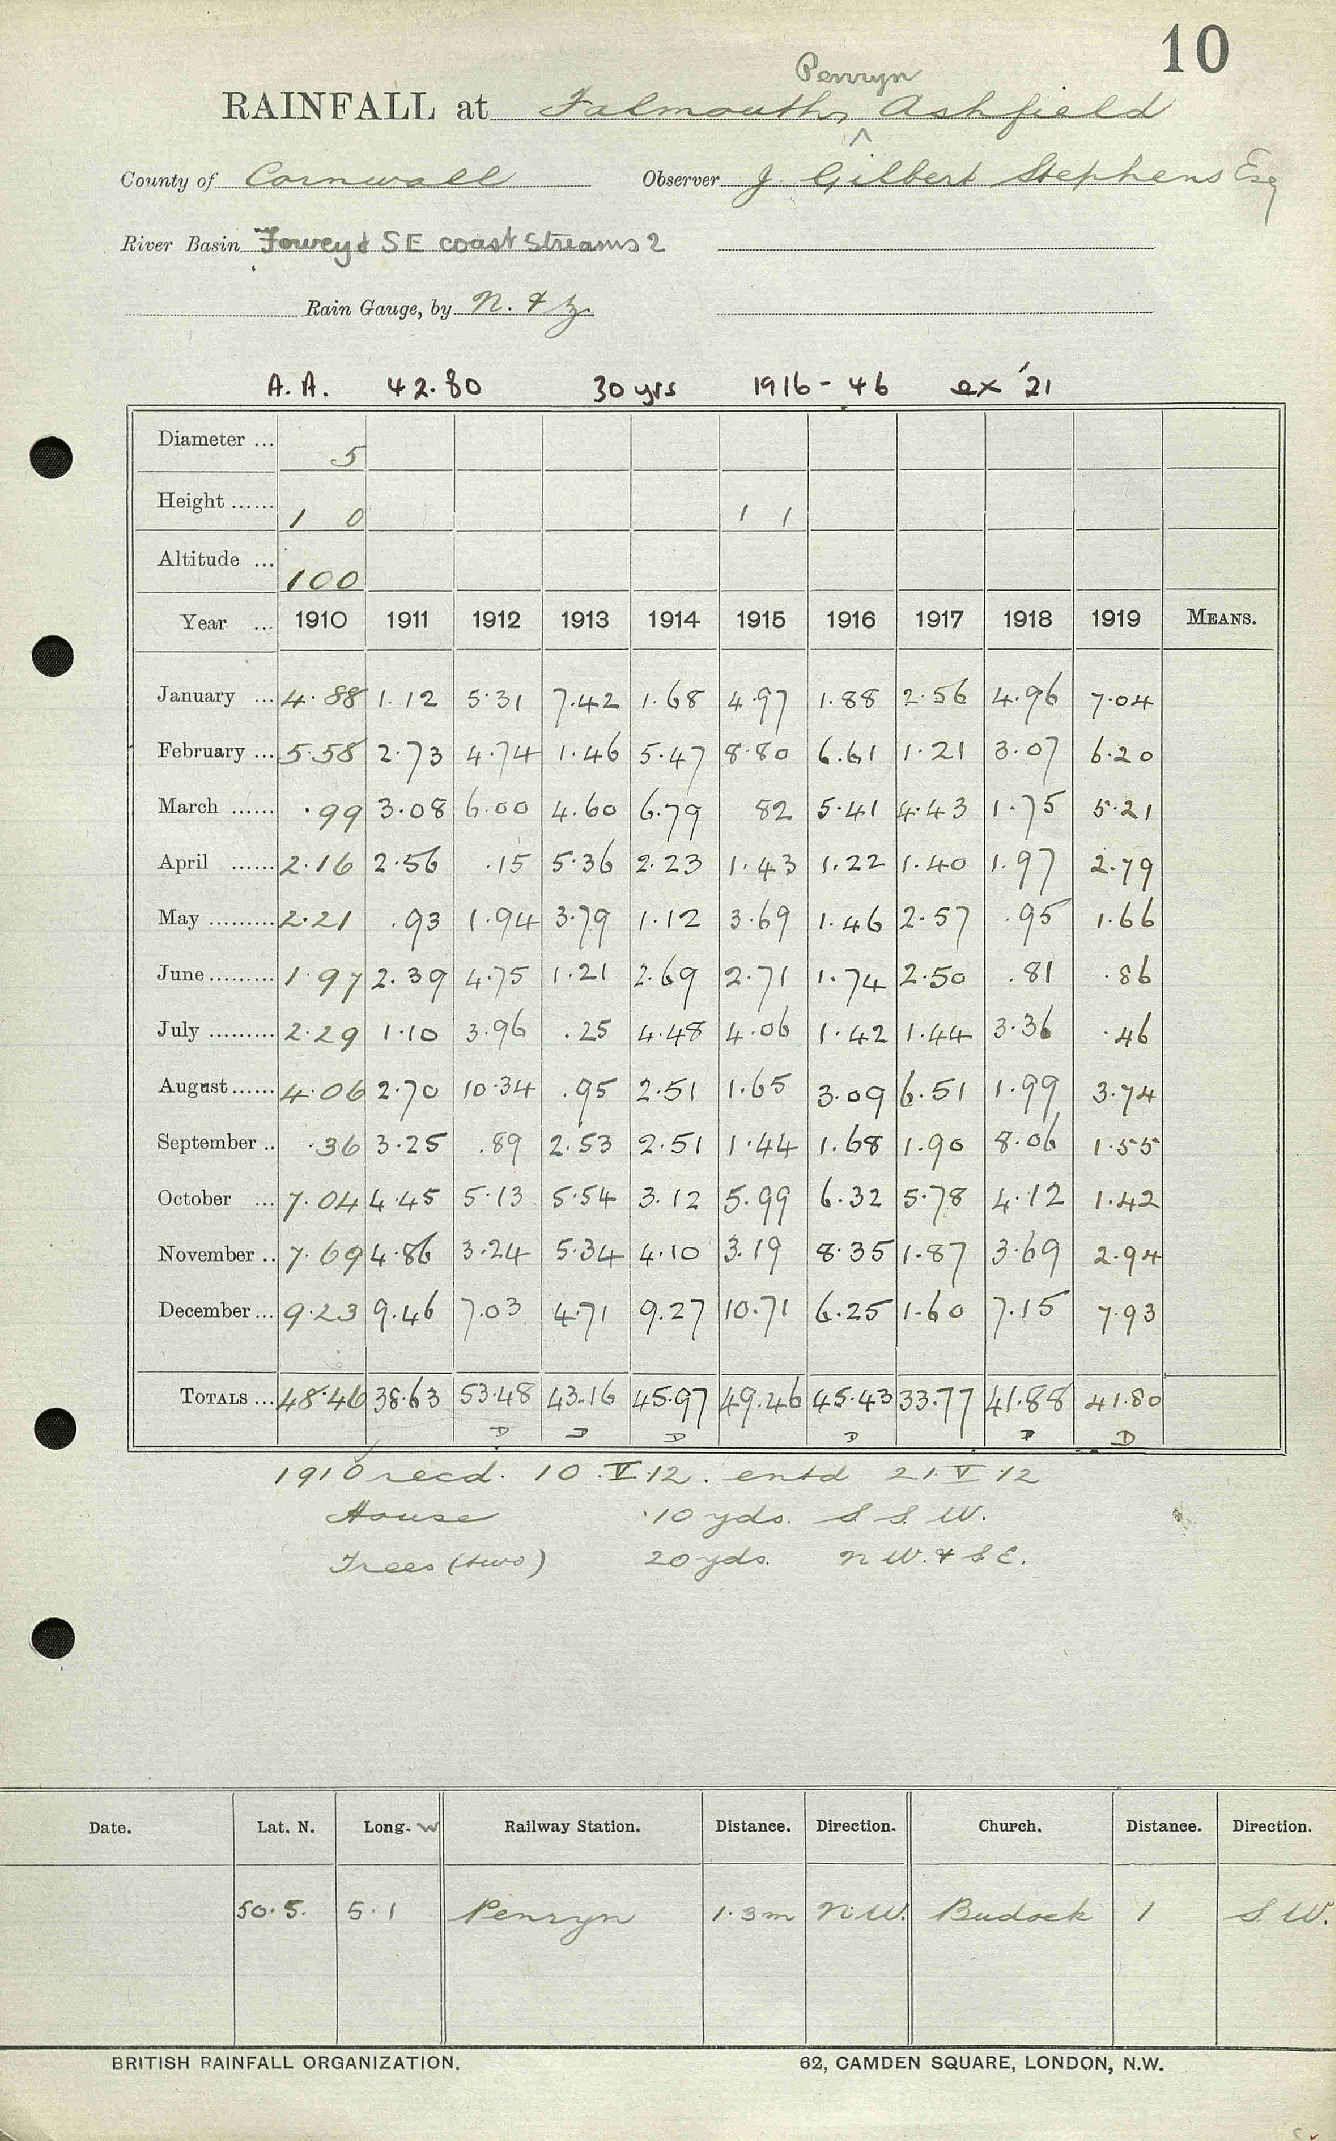 10
Penryn
RAINFALL at Falmouth, Ashfield
County of Cornwall Observer J. Gilbert Stephens Esq
River Basin Fowey & SE coast Streams 2
Rain Gauge, by N. & Z.
A.A. 42.80 30 yrs 1916-46 ex '21
Diameter ... 5
Height ...... 1 0 1 1
Altitude ... 100
Year ... 1910 1911 1912 1913 1914 1915 1916 1917 1918 1919 MEANS.
January ... 4.88 1.12 5.31 7.42 1.68 4.97 1.88 2.56 4.96 7.04
February ... 5.58 2.73 4.74 1.46 5.47 8.80 6.61 1.21 3.07 6.20
March ...... .99 3.08 6.00 4.60 6.79 82 5.41 4.43 1.75 5.21
April ...... 2.16 2.56 .15 5.36 2.23 1.43 1.22 1.40 1.97 2.79
May ......... 2.21 .93 1.94 3.79 1.12 3.69 1.46 2.57 .95 1.66
June ......... 1.97 2.39 4.75 1.21 2.69 2.71 1.74 2.50 .81 .86
July ......... 2.29 1.10 3.96 .25 4.48 4.06 1.42 1.44 3.36 .46
August ...... 4.06 2.70 10.34 .95 2.51 1.65 3.09 6.51 1.99 3.74
September .. .36 3.25 .89 2.53 2.51 1.44 1.68 1.90 8.06 1.55
October ... 7.04 4.45 5.13 5.54 3.12 5.99 6.32 5.78 4.12 1.42
November .. 7.69 4.86 3.24 5.34 4.10 3.19 8.35 1.87 3.69 2.94
December ... 9.23 9.46 7.03 4.71 9.27 10.71 6.25 1.60 7.15 7.93
TOTALS ... 48.46 38.63 53.48 43.16 45.97 49.46 45.43 33.77 41.88 41.80
D D D D D D
1910 recd. 10.V.12. entd 21.V.12
House 10 yds. S.S.W.
Trees (two) 20 yds. N W. & S.E.
Date. Lat. N. Long. W Railway Station. Distance. Direction. Church. Distance. Direction.
50.5. 5.1 Penryn 1.3m N.W. Budock 1 S.W.
BRITISH RAINFALL ORGANIZATION. 62, CAMDEN SQUARE, LONDON, N.W.